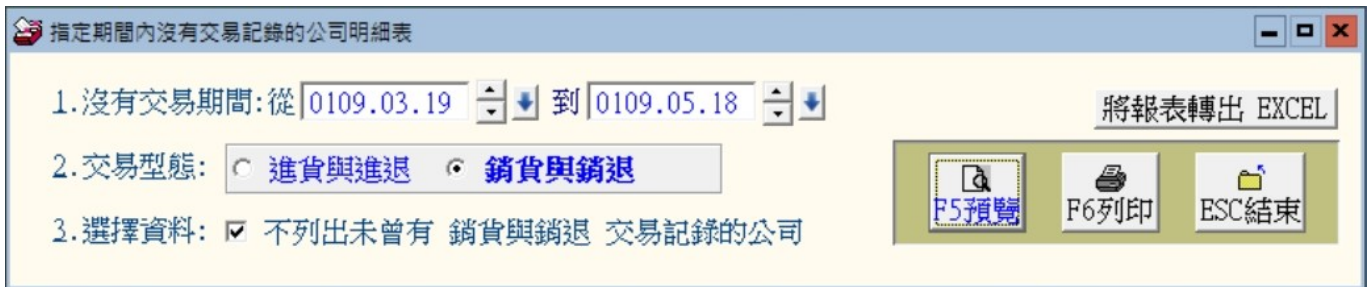 指定期間內沒有交易記錄的公司明細表
1.沒有交易期間:從 0109.03.19 到 0109.05.18
將報表轉出 EXCEL
2.交易型態: 進貨與進退 銷貨與銷退
F5預覽 F6列印 ESC結束
3.選擇資料: 不列出未曾有 銷貨與銷退 交易記錄的公司